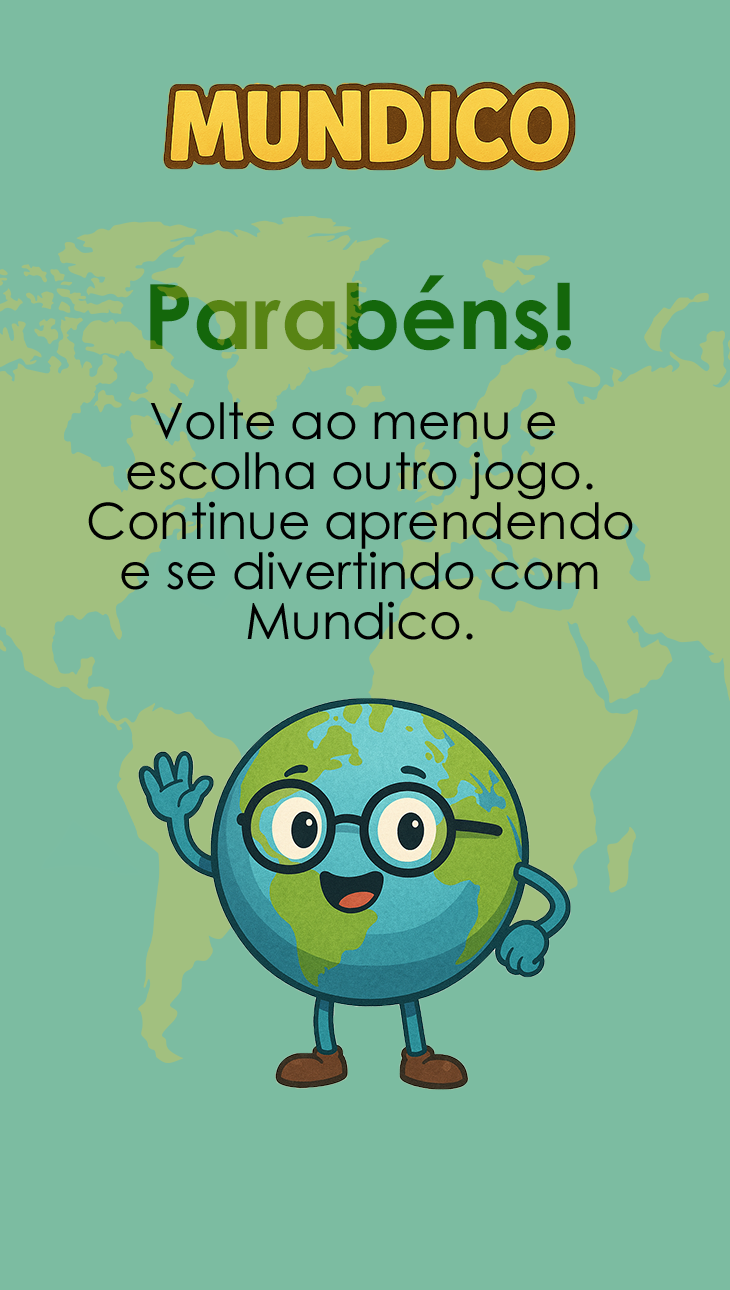 MUNDICO
Parabéns!
Volte ao menu e
escolha outro jogo.
Continue aprendendo
e se divertindo com
Mundico.